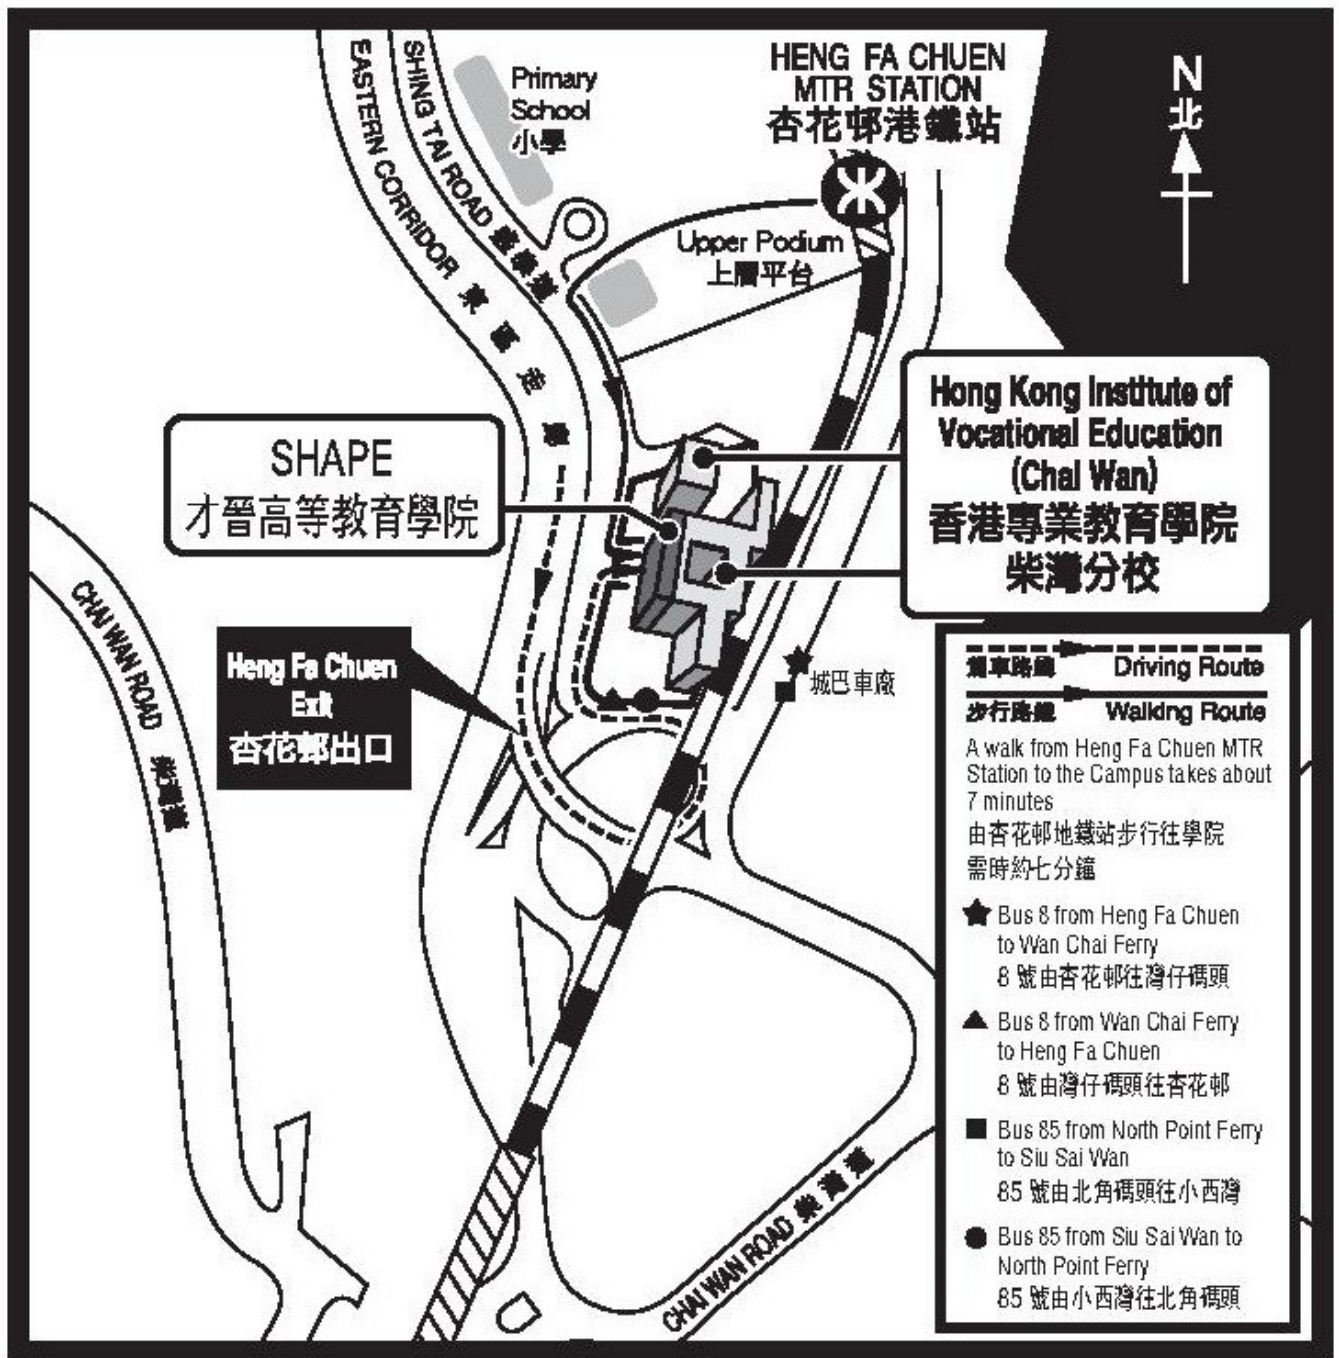 HENG FA CHUEN
MTR STATION
杏花邨港鐵站
N
北
Primary
School
小學
SHING TAI ROAD 盛泰道
EASTERN CORRIDOR 東區走廊
Upper Podium
上層平台
Hong Kong Institute of
Vocational Education
(Chai Wan)
香港專業教育學院
柴灣分校
SHAPE
才晉高等教育學院
Heng Fa Chuen
Exit
杏花邨出口
城巴車廠
CHAI WAN ROAD 柴灣道
CHAI WAN ROAD 柴灣道
駕車路線 Driving Route
步行路線 Walking Route
A walk from Heng Fa Chuen MTR
Station to the Campus takes about
7 minutes
由杏花邨地鐵站步行往學院
需時約七分鐘
Bus 8 from Heng Fa Chuen
to Wan Chai Ferry
8 號由杏花邨往灣仔碼頭
Bus 8 from Wan Chai Ferry
to Heng Fa Chuen
8 號由灣仔碼頭往杏花邨
Bus 85 from North Point Ferry
to Siu Sai Wan
85 號由北角碼頭往小西灣
Bus 85 from Siu Sai Wan to
North Point Ferry
85 號由小西灣往北角碼頭